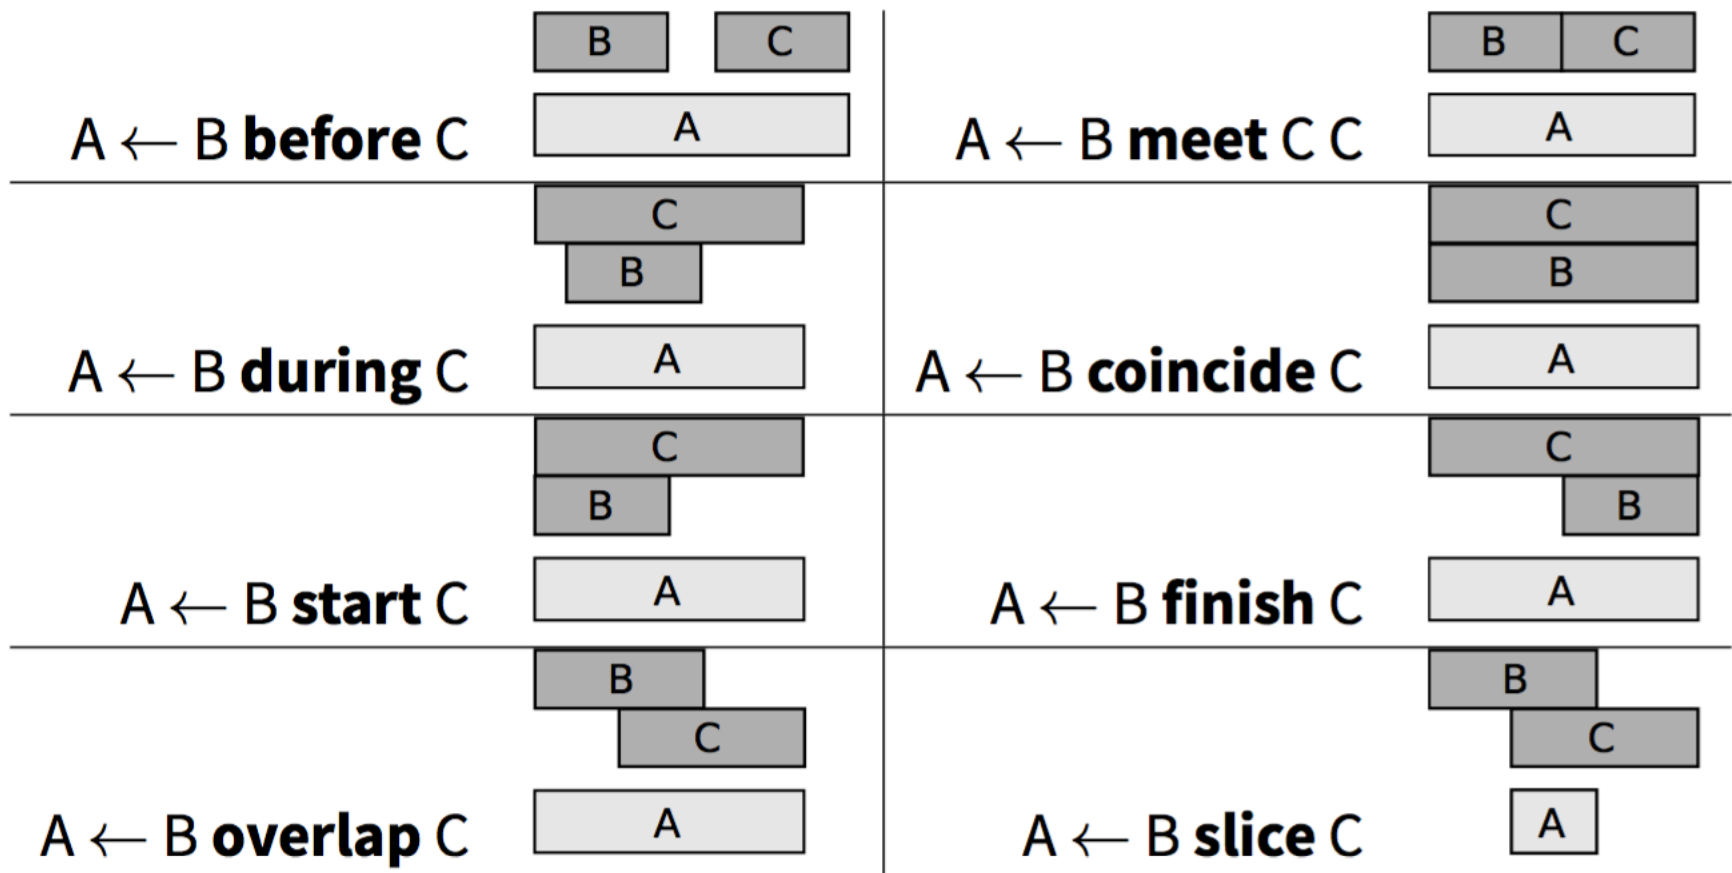 B C
A
A ← B before C
B C
A
A ← B meet C C
C
B
A
A ← B during C
C
B
A
A ← B coincide C
C
B
A
A ← B start C
C
B
A
A ← B finish C
B
C
A
A ← B overlap C
B
C
A
A ← B slice C